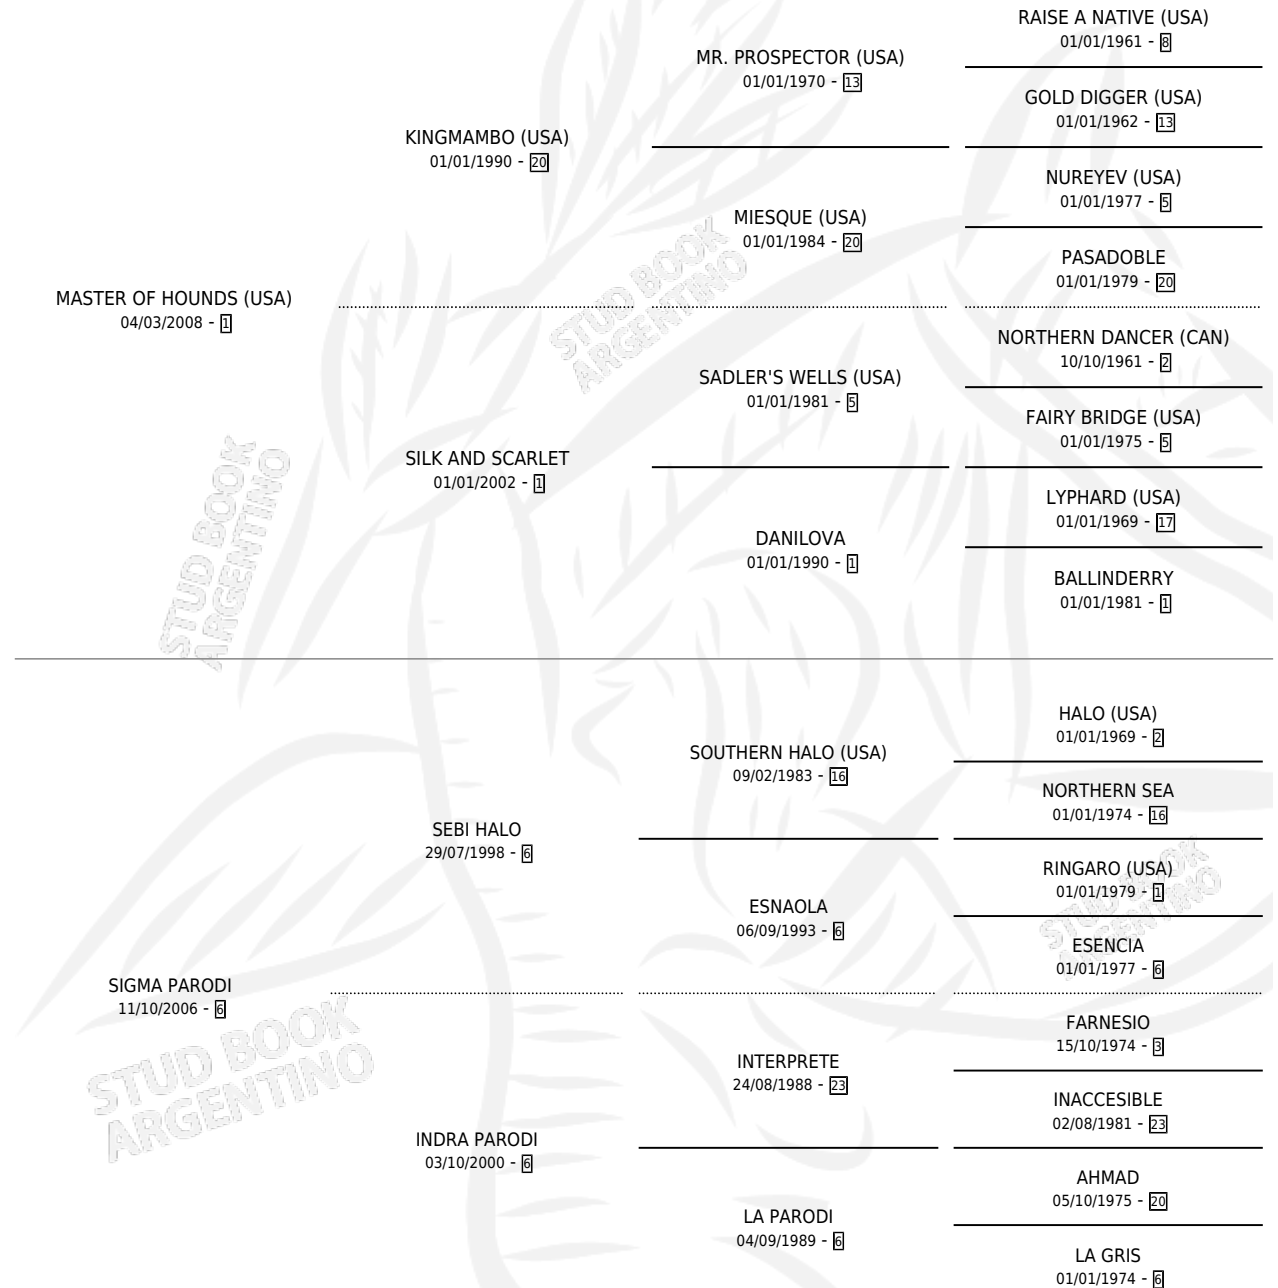 RAISE A NATIVE (USA)
01/01/1961 - 8
MR. PROSPECTOR (USA)
01/01/1970 - 13
GOLD DIGGER (USA)
01/01/1962 - 13
KINGMAMBO (USA)
01/01/1990 - 20
NUREYEV (USA)
01/01/1977 - 5
MIESQUE (USA)
01/01/1984 - 20
PASADOBLE
01/01/1979 - 20
MASTER OF HOUNDS (USA)
04/03/2008 - 1
NORTHERN DANCER (CAN)
10/10/1961 - 2
SADLER'S WELLS (USA)
01/01/1981 - 5
FAIRY BRIDGE (USA)
01/01/1975 - 5
SILK AND SCARLET
01/01/2002 - 1
LYPHARD (USA)
01/01/1969 - 17
DANILOVA
01/01/1990 - 1
BALLINDERRY
01/01/1981 - 1
HALO (USA)
01/01/1969 - 2
SOUTHERN HALO (USA)
09/02/1983 - 16
NORTHERN SEA
01/01/1974 - 16
SEBI HALO
29/07/1998 - 6
RINGARO (USA)
01/01/1979 - 1
ESNAOLA
06/09/1993 - 6
ESENCIA
01/01/1977 - 6
SIGMA PARODI
11/10/2006 - 6
FARNESIO
15/10/1974 - 3
INTERPRETE
24/08/1988 - 23
INACCESIBLE
02/08/1981 - 23
INDRA PARODI
03/10/2000 - 6
AHMAD
05/10/1975 - 20
LA PARODI
04/09/1989 - 6
LA GRIS
01/01/1974 - 6
STUD BOOK
ARGENTINO
STUD BOOK
ARGENTINO
STUD BOOK
ARGENTINO
STUD BOOK
ARGENTINO